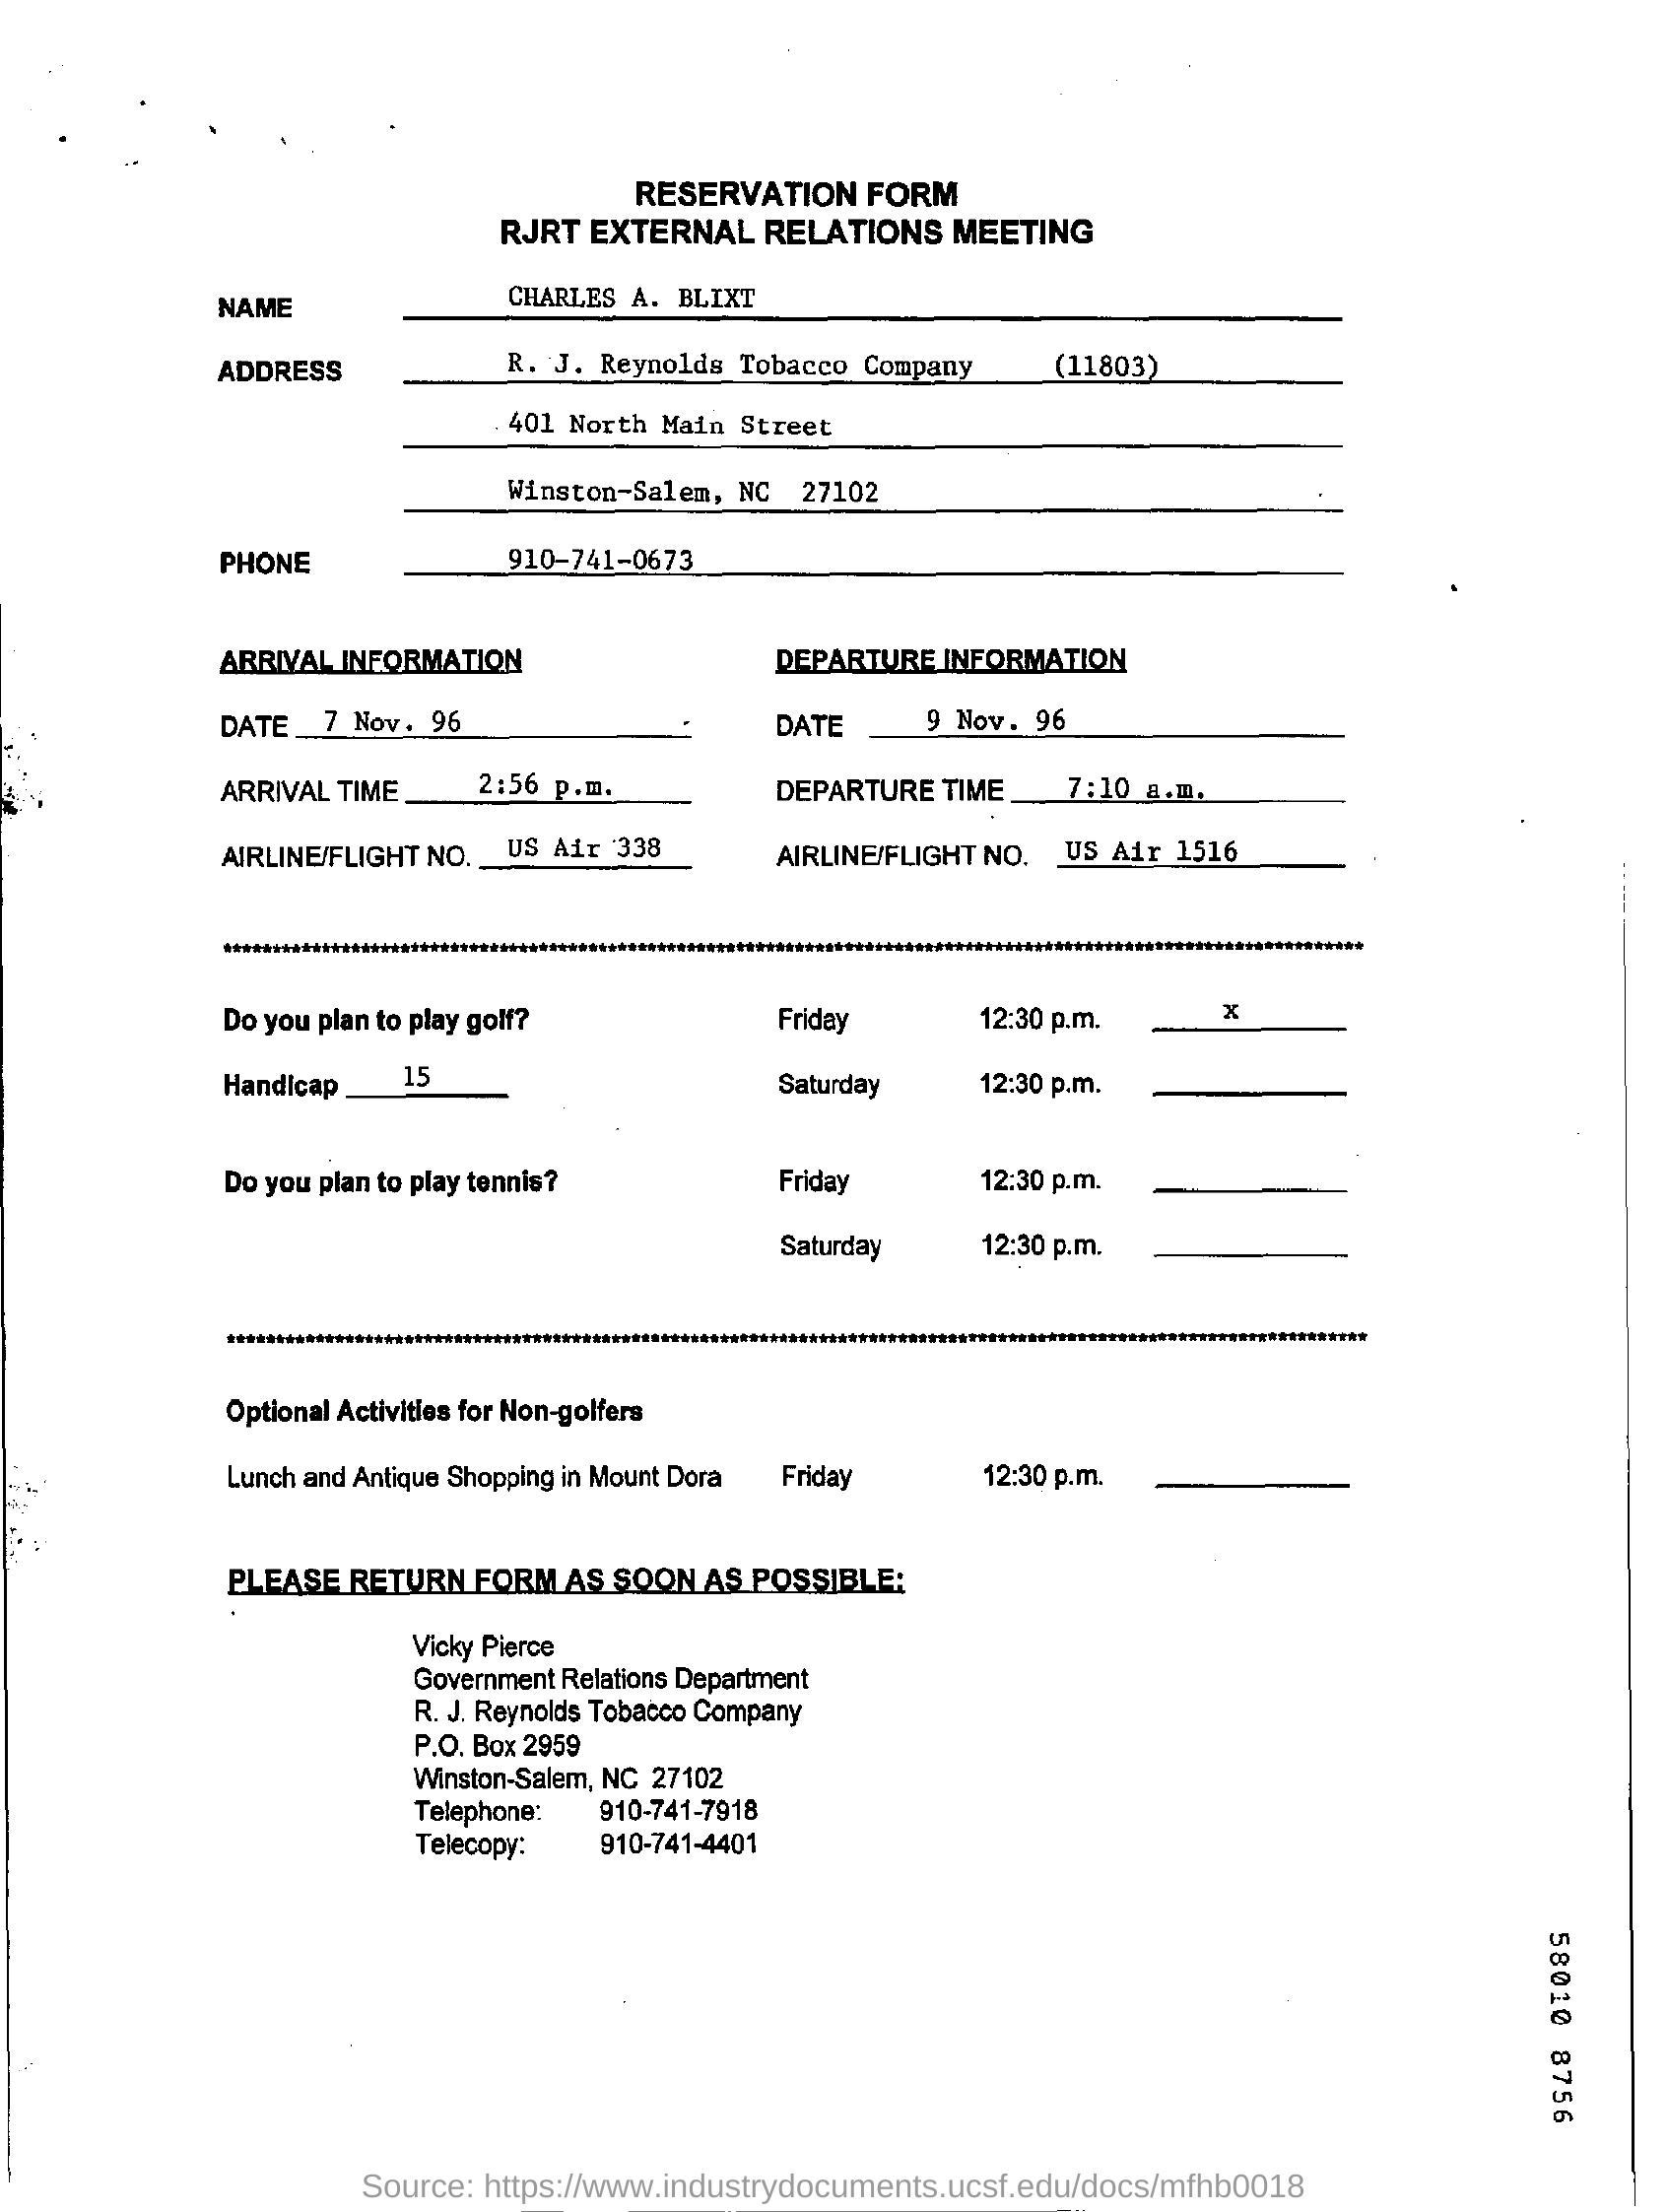 RESERVATION FORM
RJRT EXTERNAL RELATIONS MEETING
NAME CHARLES A. BLIXT
ADDRESS R. J. Reynolds Tobacco Company (11803)
401 North Main Street
Winston-Salem, NC 27102
PHONE 910-741-0673
ARRIVAL INFORMATION DEPARTURE INFORMATION
DATE 7 Nov. 96 DATE 9 Nov. 96
ARRIVAL TIME 2:56 p.m. DEPARTURE TIME 7:10 a.m.
AIRLINE/FLIGHT NO. US Air 338 AIRLINE/FLIGHT NO. US Air 1516
Do you plan to play golf? Friday 12:30 p.m. x
Handicap 15 Saturday 12:30 p.m.
Do you plan to play tennis? Friday 12:30 p.m.
Saturday 12:30 p.m.
Optional Activities for Non-golfers
Lunch and Antique Shopping in Mount Dora Friday 12:30 p.m.
PLEASE RETURN FORM AS SOON AS POSSIBLE:
Vicky Pierce
Government Relations Department
R. J. Reynolds Tobacco Company
P.O. Box 2959
Winston-Salem, NC 27102
Telephone: 910-741-7918
Telecopy: 910-741-4401
58010 8756
Source: https://www.industrydocuments.ucsf.edu/docs/mfhb0018